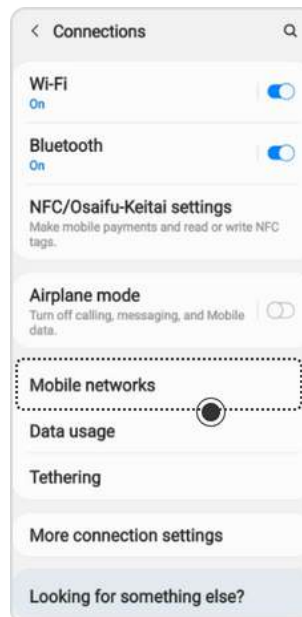 Connections
Wi-Fi
On
Bluetooth
On
NFC/Osaifu-Keitai settings
Make mobile payments and read or write NFC
tags.
Airplane mode
Turn off calling, messaging, and Mobile
data.
Mobile networks
Data usage
Tethering
More connection settings
Looking for something else?